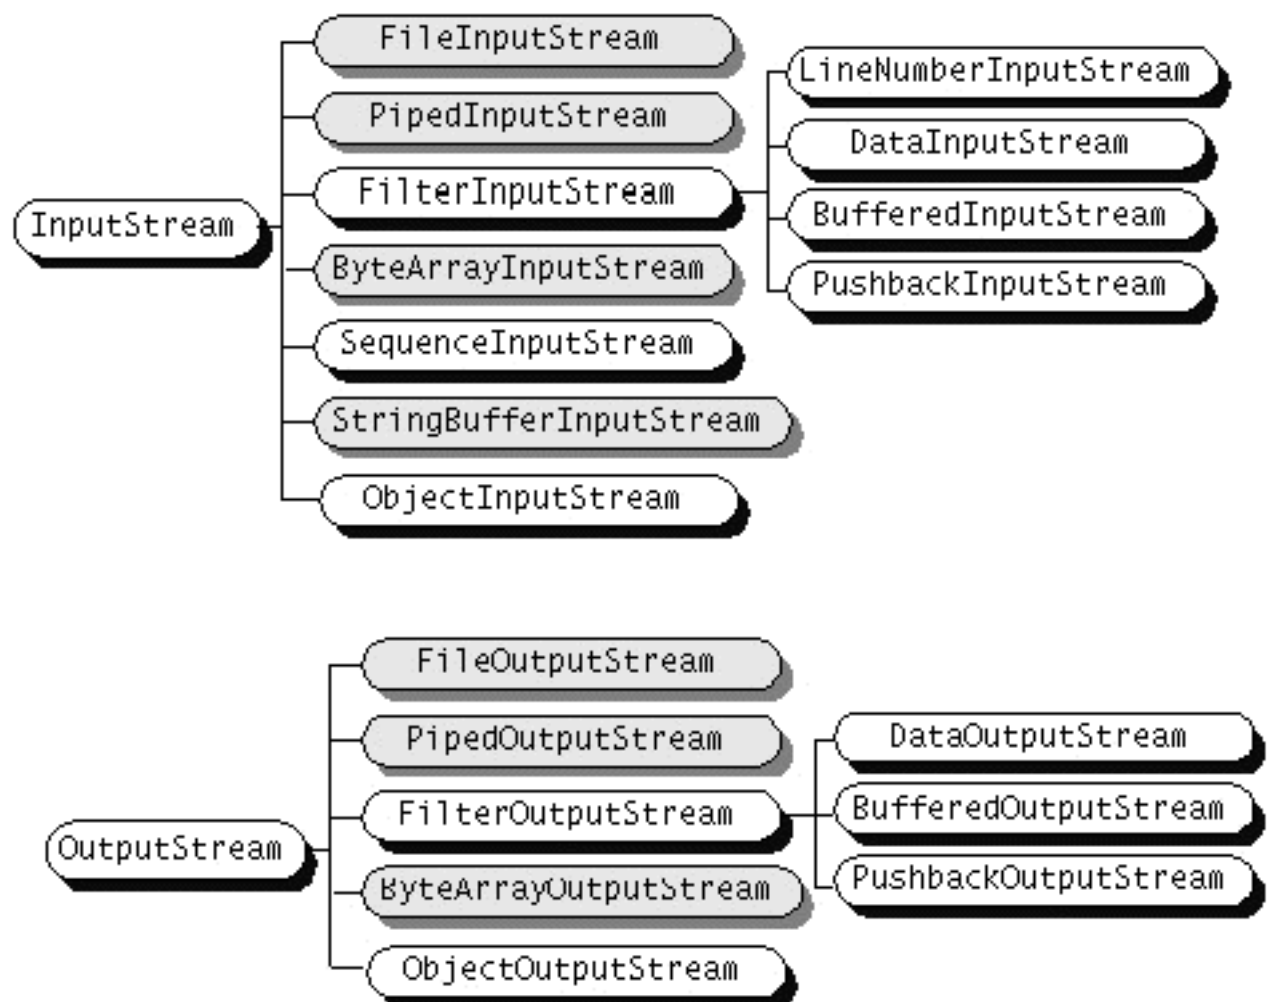 FileInputStream
LineNumberInputStream
PipedInputStream
DataInputStream
FilterInputStream
BufferedInputStream
InputStream
ByteArrayInputStream
PushbackInputStream
SequenceInputStream
StringBufferInputStream
ObjectInputStream
FileOutputStream
PipedOutputStream
DataOutputStream
FilterOutputStream
BufferedOutputStream
OutputStream
ByteArrayOutputStream
PushbackOutputStream
ObjectOutputStream